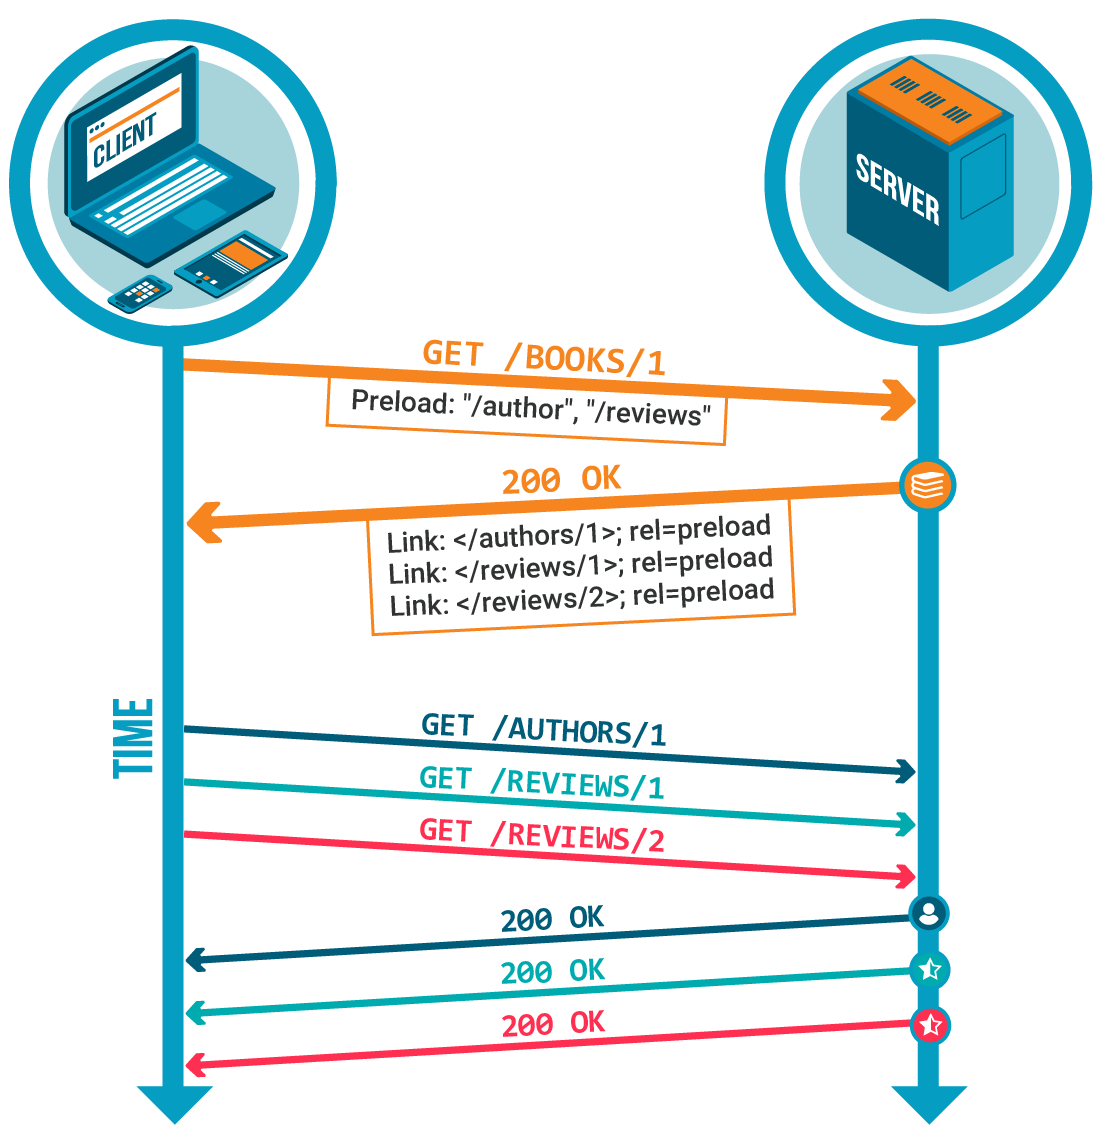 CLIENT
SERVER
GET /BOOKS/1
Preload: "/author", "/reviews"
200 OK
Link: </authors/1>; rel=preload
Link: </reviews/1>; rel=preload
Link: </reviews/2>; rel=preload
TIME
GET /AUTHORS/1
GET /REVIEWS/1
GET /REVIEWS/2
200 OK
200 OK
200 OK